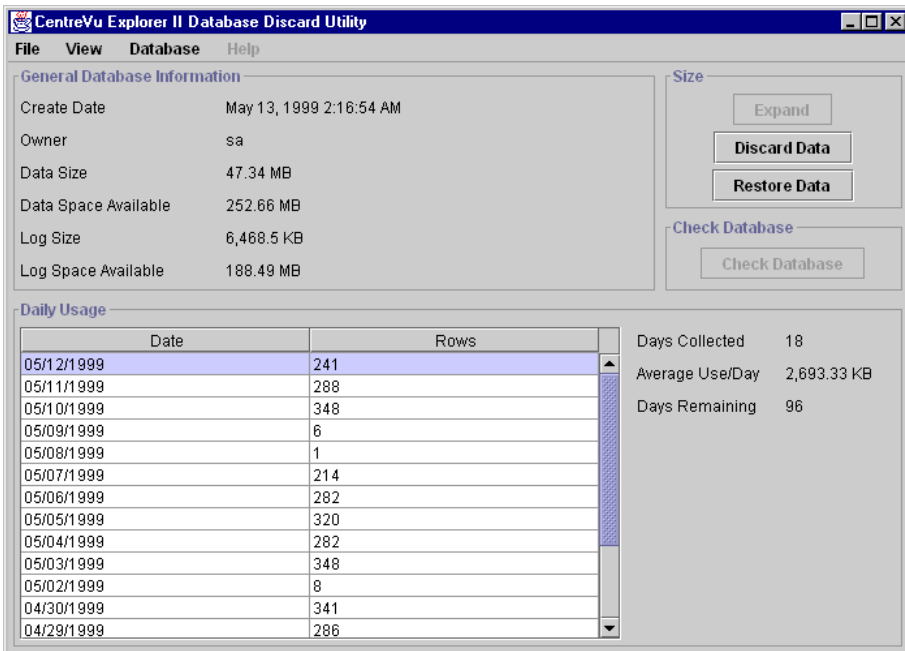 CentreVu Explorer II Database Discard Utility
File View Database Help
General Database Information
Create Date May 13, 1999 2:16:54 AM
Owner sa
Data Size 47.34 MB
Data Space Available 252.66 MB
Log Size 6,468.5 KB
Log Space Available 188.49 MB
Size
Expand
Discard Data
Restore Data
Check Database
Check Database
Daily Usage
Date Rows
05/12/1999 241
05/11/1999 288
05/10/1999 348
05/09/1999 6
05/08/1999 1
05/07/1999 214
05/06/1999 282
05/05/1999 320
05/04/1999 282
05/03/1999 348
05/02/1999 8
04/30/1999 341
04/29/1999 286
Days Collected 18
Average Use/Day 2,693.33 KB
Days Remaining 96